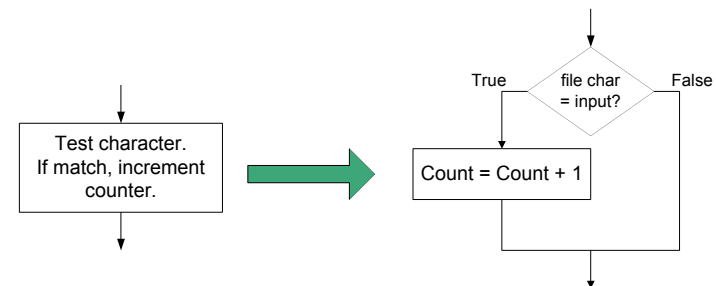 Test character.
If match, increment
counter.
True
file char
= input?
False
Count = Count + 1